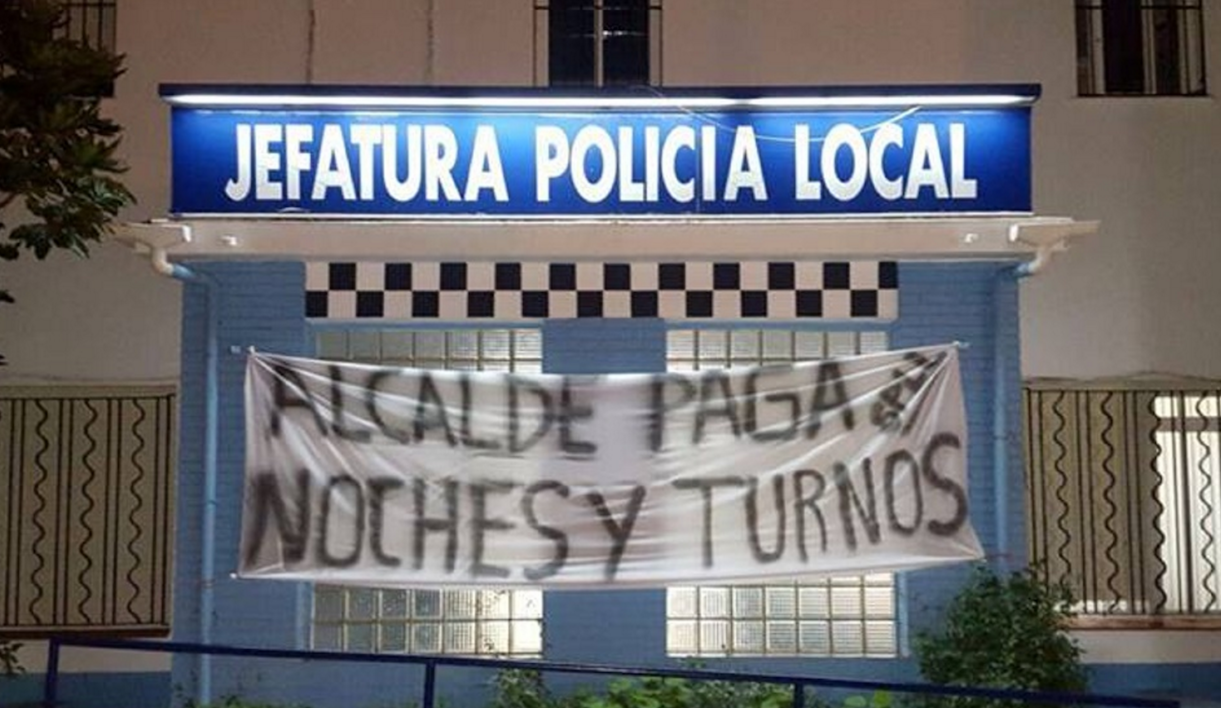 JEFATURA POLICIA LOCAL
ALCALDE PAGA
NOCHES Y TURNOS